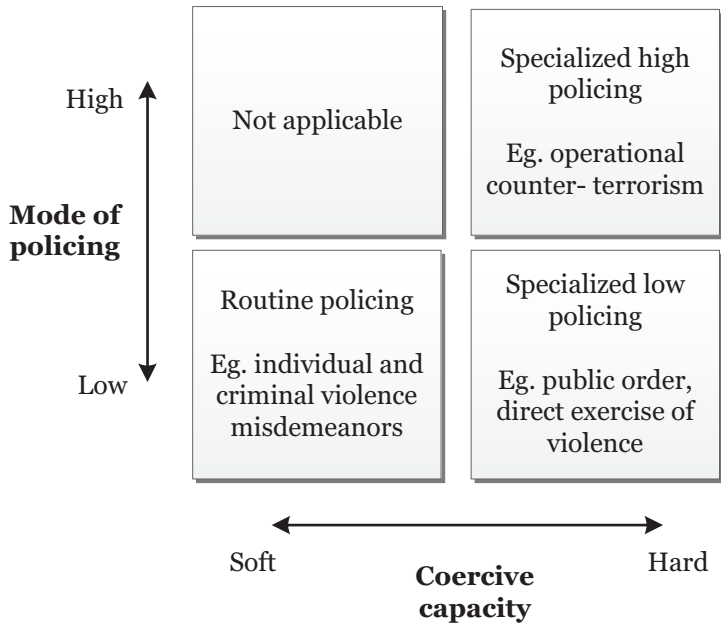 High
Mode of
policing
Low
Not applicable
Specialized high
policing
Eg. operational
counter- terrorism
Routine policing
Eg. individual and
criminal violence
misdemeanors
Specialized low
policing
Eg. public order,
direct exercise of
violence
Soft
Hard
Coercive
capacity